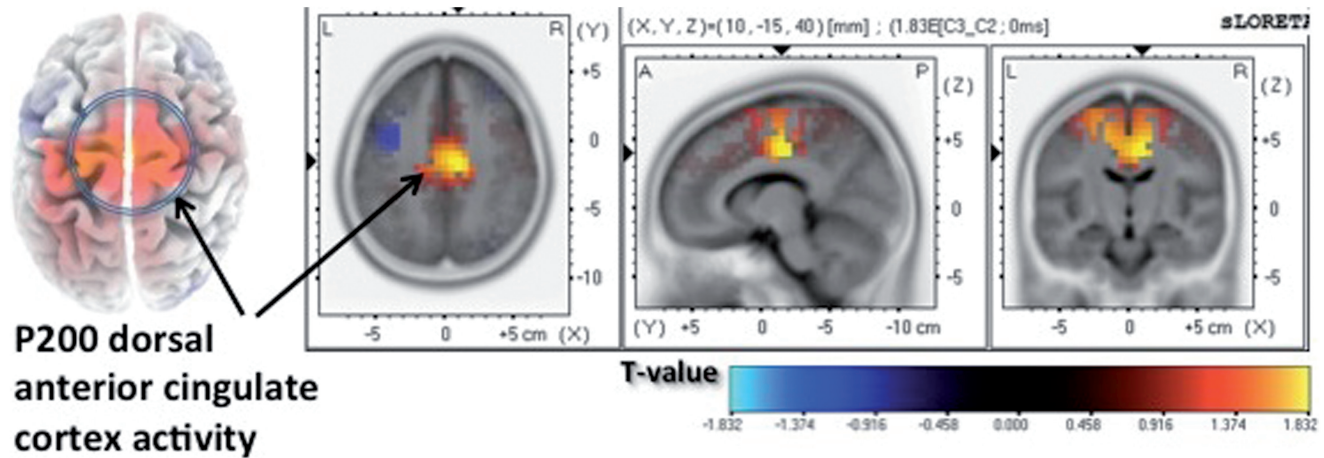 L R (Y)
+5
0
-5
-10
-5 0 +5 cm (X)
(X, Y, Z)=(10, -15, 40) [mm] ; (1.83E[C3_C2; 0ms]
sLORETA
A P (Z)
+5
0
-5
(Y) +5 0 -5 -10 cm
L R (Z)
+5
0
-5
-5 0 +5 cm (X)
P200 dorsal
anterior cingulate
cortex activity
T-value
-1.832 -1.374 -0.916 -0.458 0.000 0.458 0.916 1.374 1.832